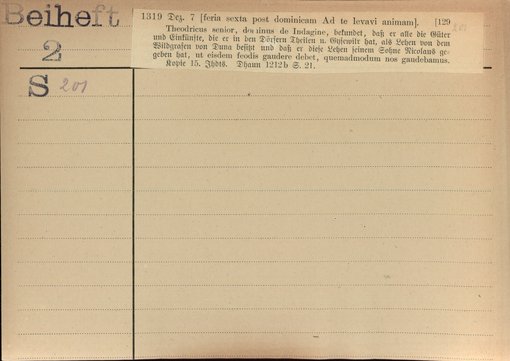 Beiheft
2
S 201
1319 Dez. 7 [feria sexta post dominicam Ad te levavi animam]. [129
Theodricus senior, dominus de Indagine, bekundet, daß er alle die Güter
und Einkünfte, die er in den Dörfern Theisen u. Gysevilt hat, als Lehen von dem
Wildgrafen von Duna besitzt und daß er diese Lehen seinem Sohne Nicolaus ge-
geben hat, ut eisdem feodis gaudere debet, quemadmodum nos gaudebamus.
Kopie 15. Jhdts. Dhaun 1212b S. 21.